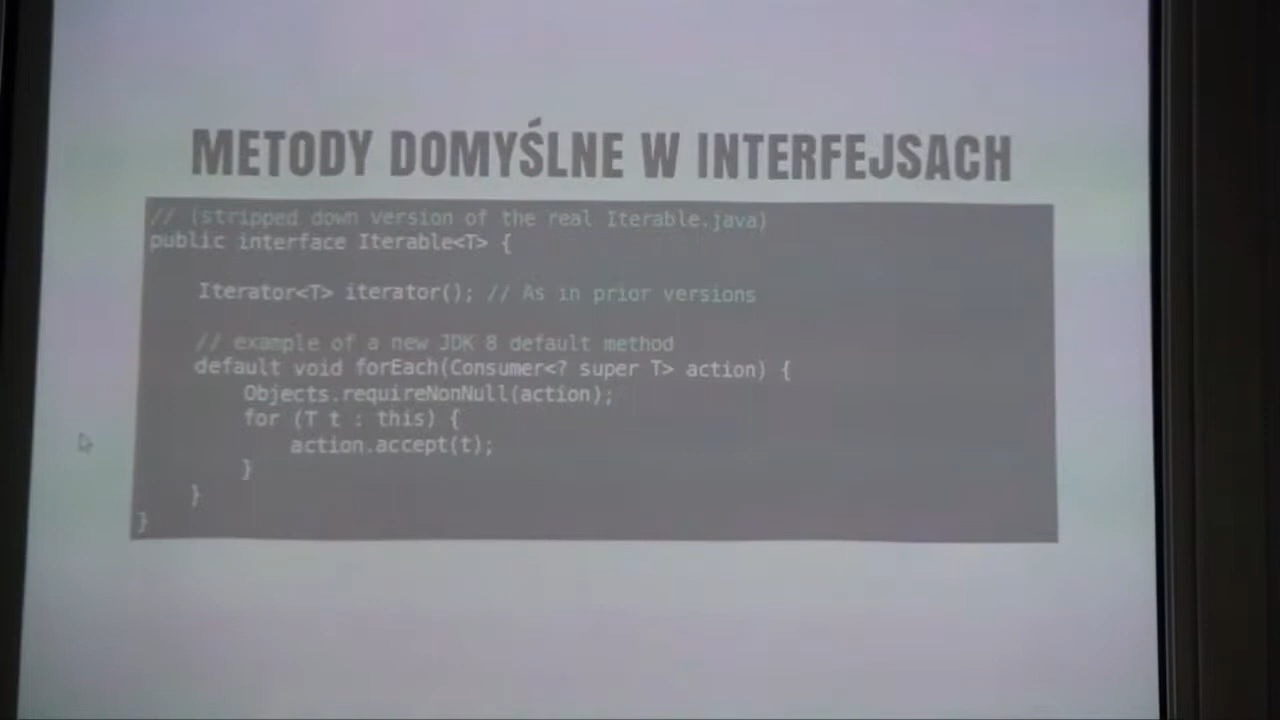 METODY DOMYŚLNE W INTERFEJSACH
// (stripped down version of the real Iterable.java)
public interface Iterable<T> {
Iterator<T> iterator(); // As in prior versions
// example of a new JDK 8 default method
default void forEach(Consumer<? super T> action) {
Objects.requireNonNull(action);
for (T t : this) {
action.accept(t);
}
}
}